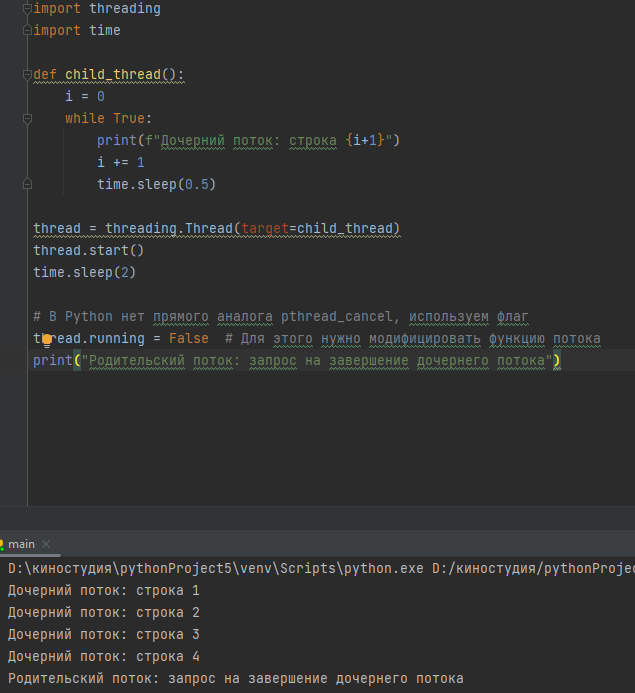 import threading
import time
def child_thread():
    i = 0
    while True:
        print(f"Дочерний поток: строка {i+1}")
        i += 1
        time.sleep(0.5)
thread = threading.Thread(target=child_thread)
thread.start()
time.sleep(2)
# В Python нет прямого аналога pthread_cancel, используем флаг
thread.running = False  # Для этого нужно модифицировать функцию потока
print("Родительский поток: запрос на завершение дочернего потока")
main
D:\киностудия\pythonProject5\venv\Scripts\python.exe D:/киностудия/pythonProjec
Дочерний поток: строка 1
Дочерний поток: строка 2
Дочерний поток: строка 3
Дочерний поток: строка 4
Родительский поток: запрос на завершение дочернего потока